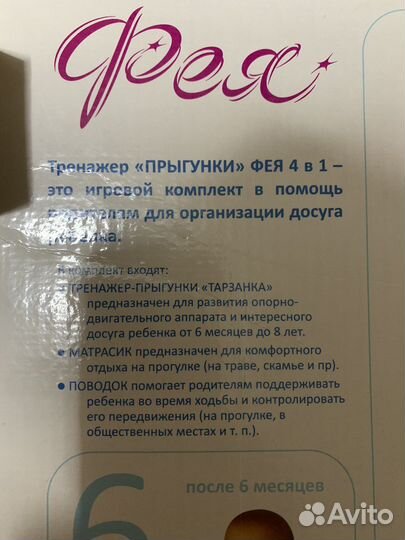 Фея
Тренажер «ПРЫГУНКИ» ФЕЯ 4 в 1 –
это игровой комплект в помощь
родителям для организации досуга
ребенка.
В комплект входят:
• ТРЕНАЖЕР-ПРЫГУНКИ «ТАРЗАНКА»
предназначен для развития опорно-
двигательного аппарата и интересного
досуга ребенка от 6 месяцев до 8 лет.
• МАТРАСИК предназначен для комфортного
отдыха на прогулке (на траве, скамье и пр).
• ПОВОДОК помогает родителям поддерживать
ребенка во время ходьбы и контролировать
его передвижения (на прогулке, в
общественных местах и т. п.).
6
после 6 месяцев
Avito